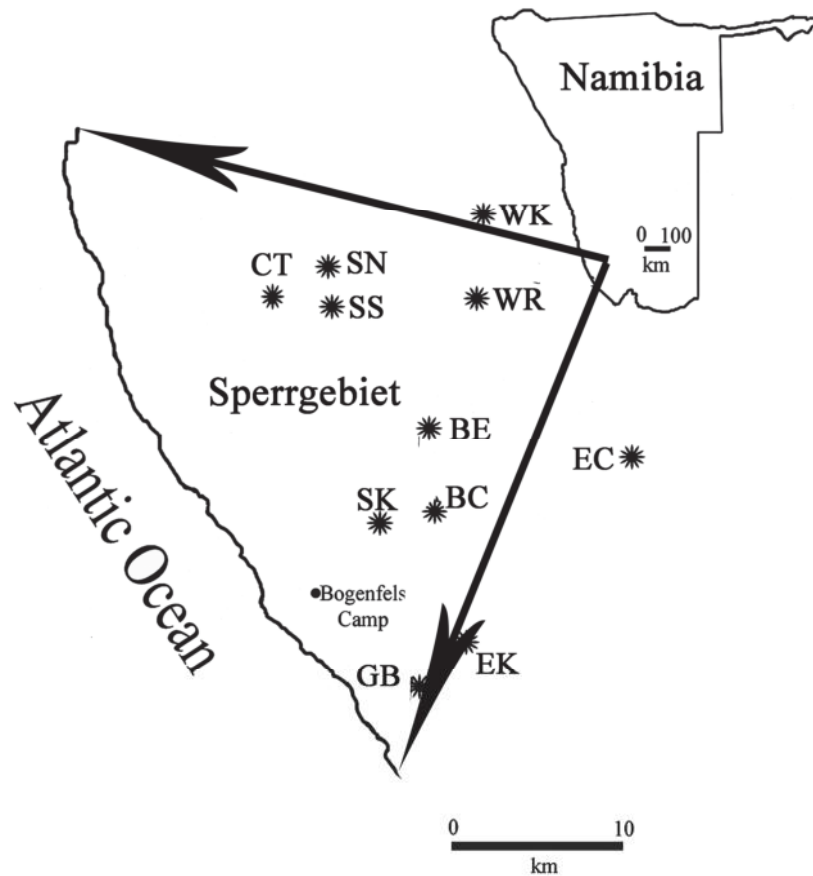 Namibia
0 100
km
WK
CT
SN
SS
WR
Sperrgebiet
BE
EC
SK
BC
Atlantic Ocean
Bogenfels
Camp
GB
EK
0 10
km